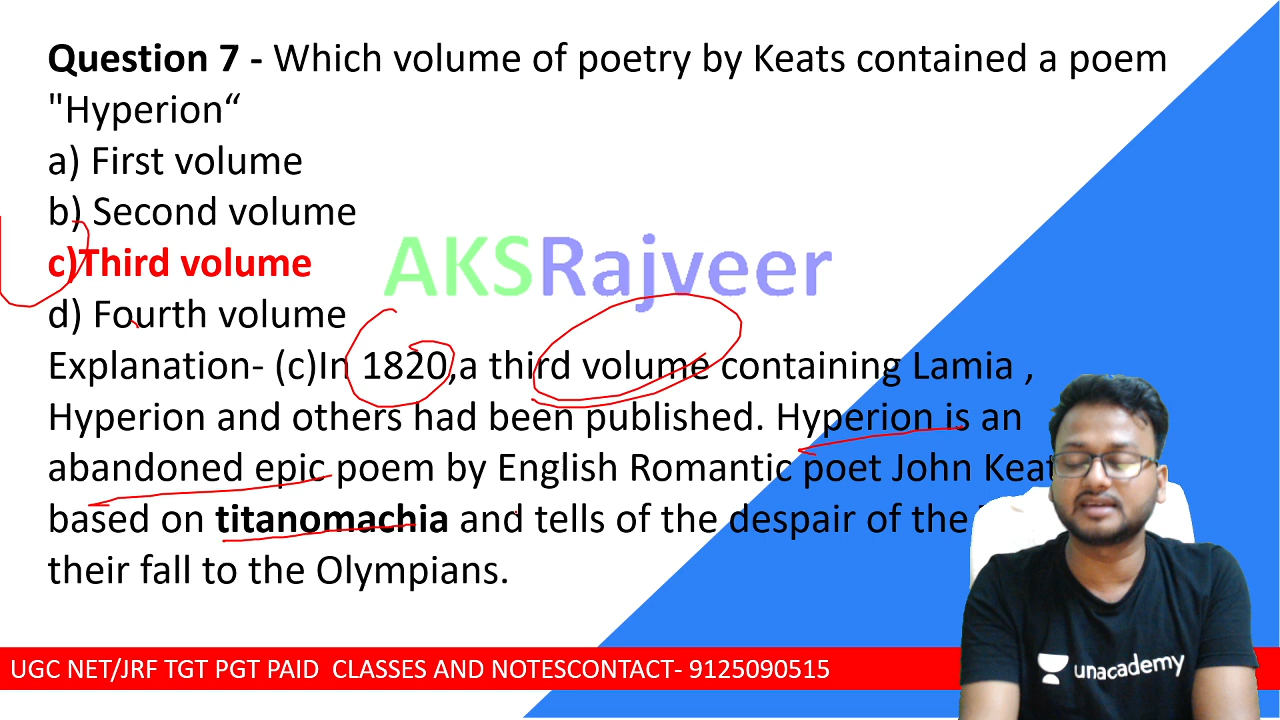 Question 7 - Which volume of poetry by Keats contained a poem
"Hyperion“
a) First volume
b) Second volume
c)Third volume
AKSRajveer
d) Fourth volume
Explanation- (c)In 1820,a third volume containing Lamia ,
Hyperion and others had been published. Hyperion is an
abandoned epic poem by English Romantic poet John
based on titanomachia and tells of the despair of the
their fall to the Olympians.
UGC NET/JRF TGT PGT PAID CLASSES AND NOTESCONTACT- 9125090515
unacademy